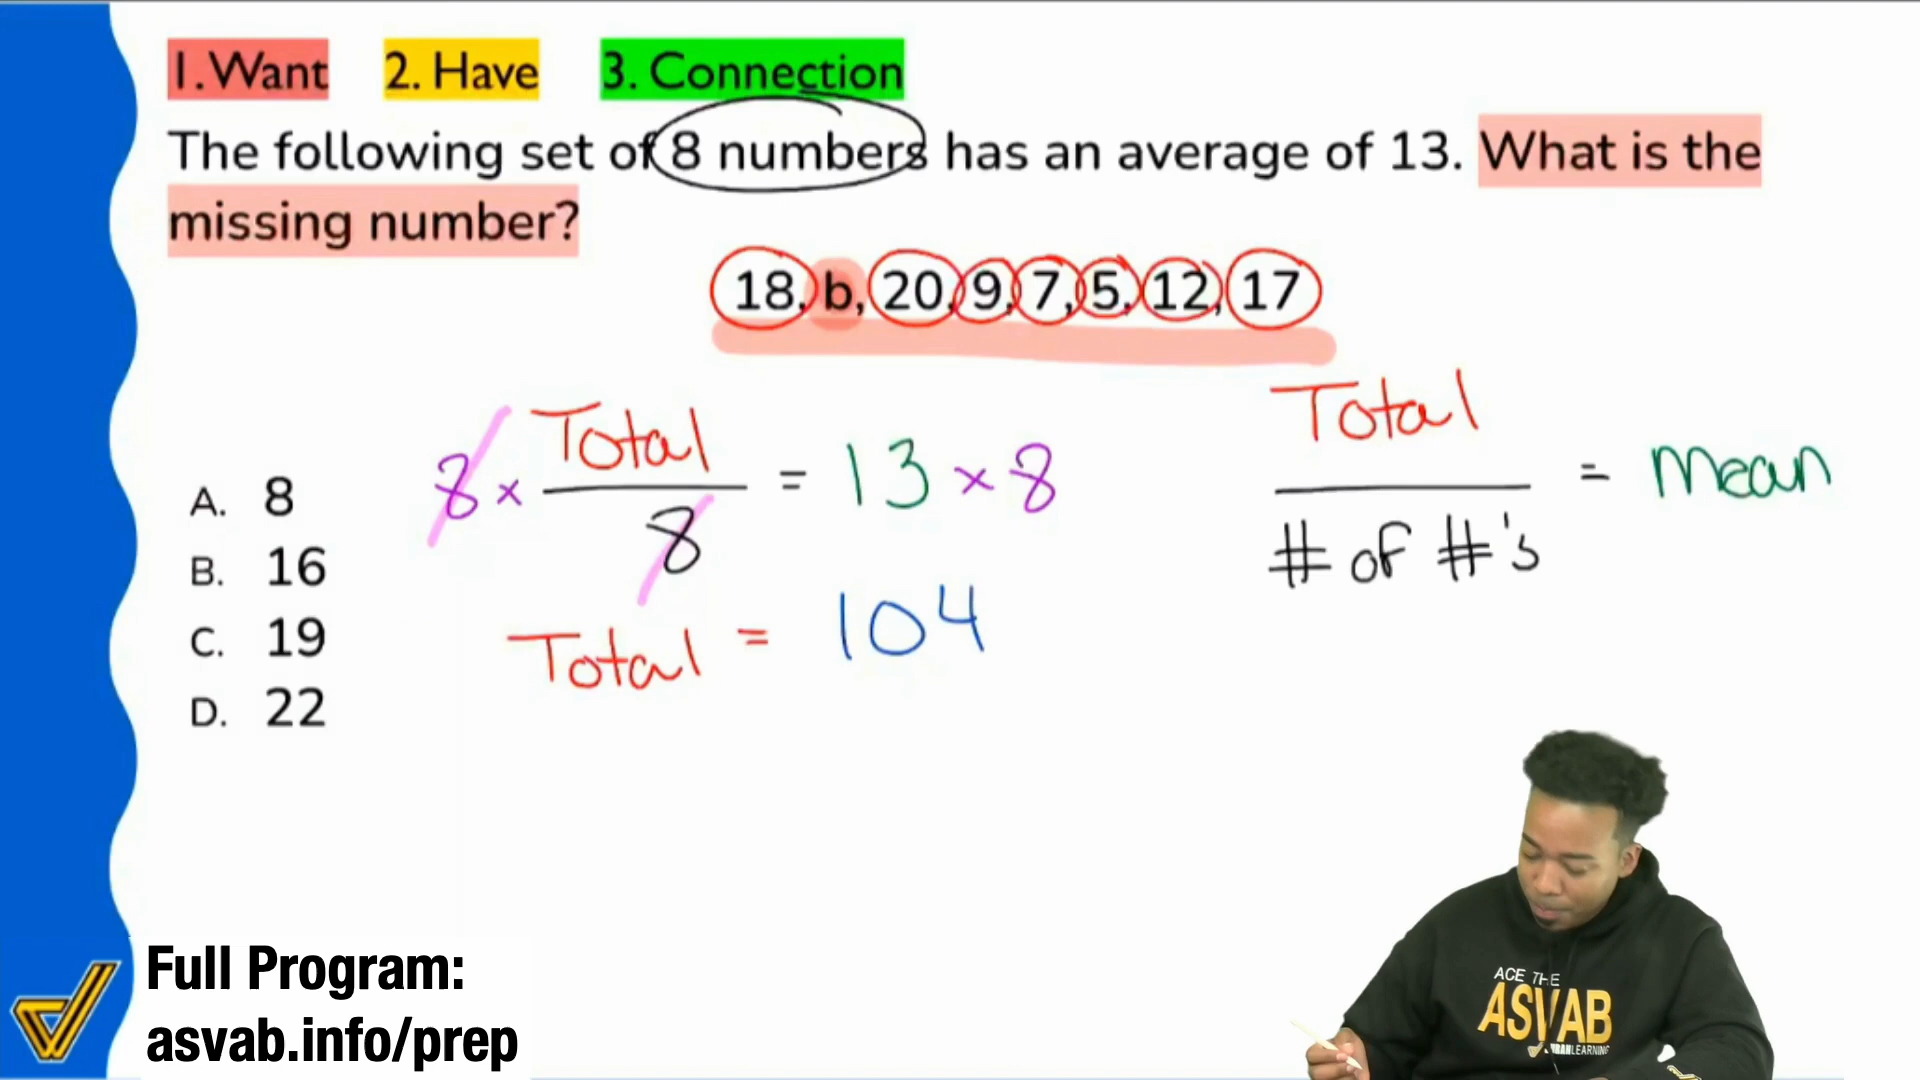 1. Want 2. Have 3. Connection
The following set of 8 numbers has an average of 13. What is the
missing number?
18, b, 20, 9, 7, 5, 12, 17
8 × Total / 8 = 13 × 8
Total = 104
Total / # of #'s = mean
A. 8
B. 16
C. 19
D. 22
Full Program:
asvab.info/prep
ACE THE
ASVAB
LEARNING